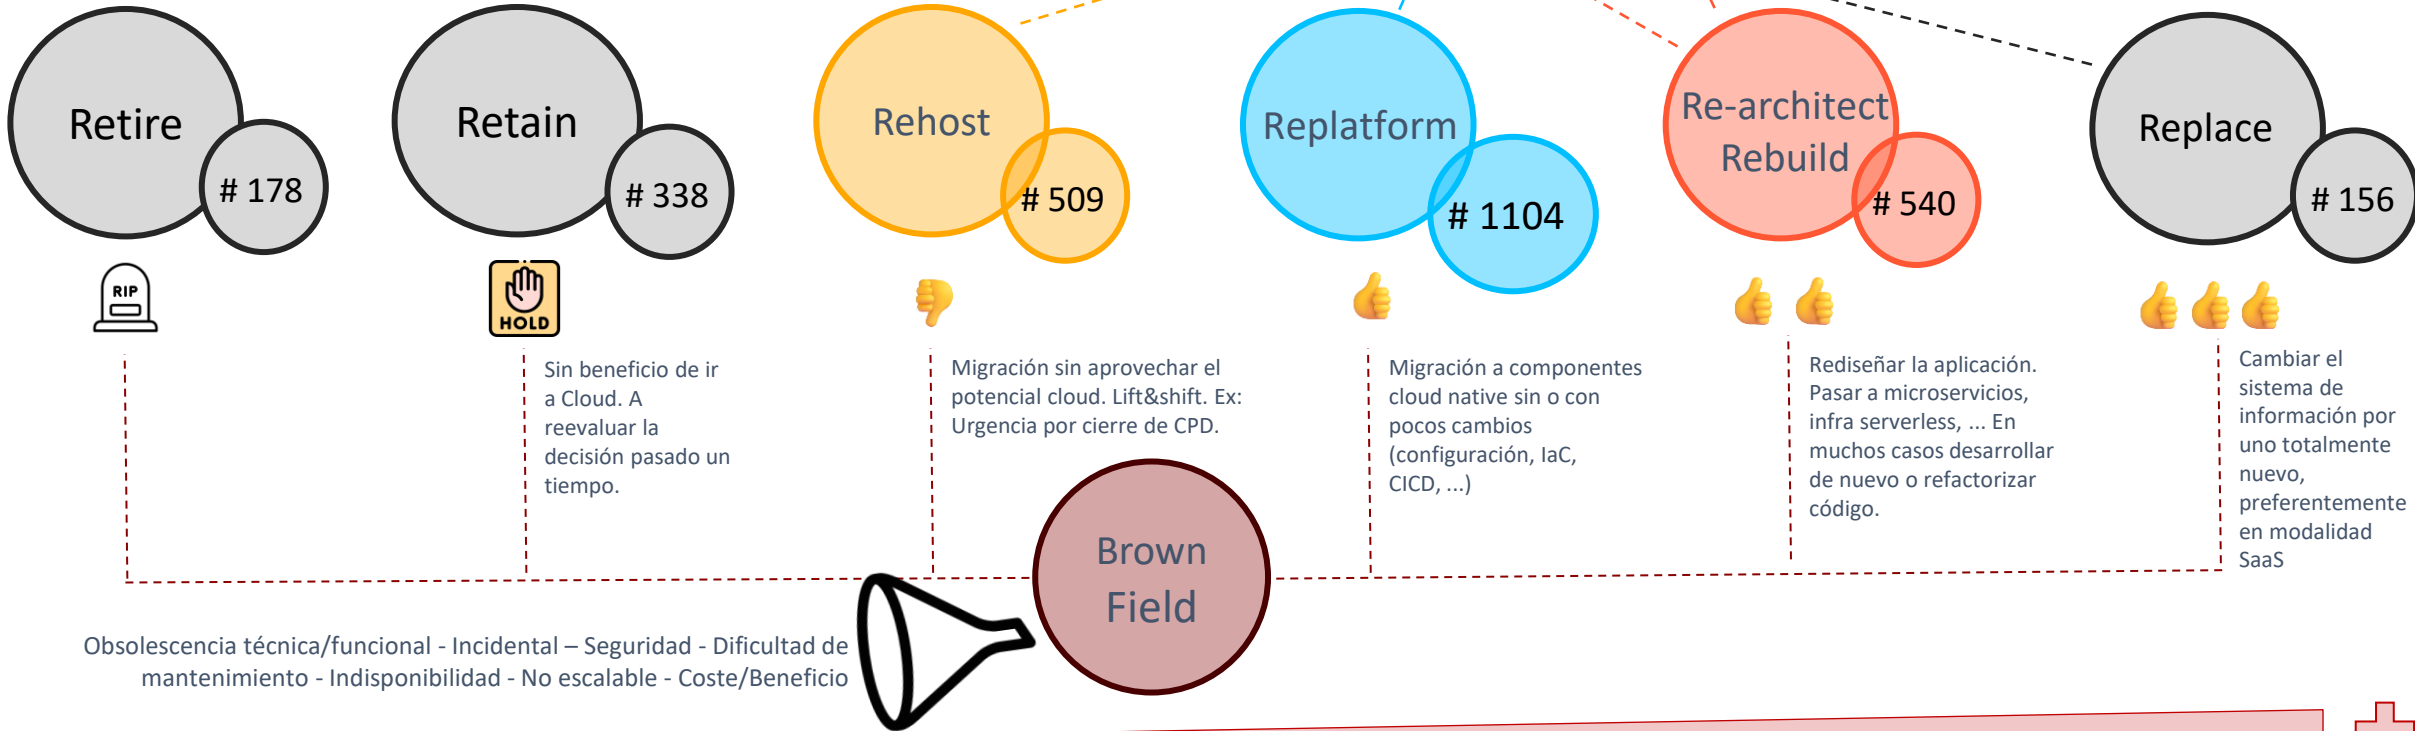 Retire
# 178
Retain
# 338
Rehost
# 509
Replatform
# 1104
Re-architect
Rebuild
# 540
Replace
# 156
RIP
HOLD
Sin beneficio de ir
a Cloud. A
reevaluar la
decisión pasado un
tiempo.
Migración sin aprovechar el
potencial cloud. Lift&shift. Ex:
Urgencia por cierre de CPD.
Migración a componentes
cloud native sin o con
pocos cambios
(configuración, IaC,
CICD, ...)
Rediseñar la aplicación.
Pasar a microservicios,
infra serverless, ... En
muchos casos desarrollar
de nuevo o refactorizar
código.
Cambiar el
sistema de
información por
uno totalmente
nuevo,
preferentemente
en modalidad
SaaS
Brown
Field
Obsolescencia técnica/funcional - Incidental – Seguridad - Dificultad de
mantenimiento - Indisponibilidad - No escalable - Coste/Beneficio